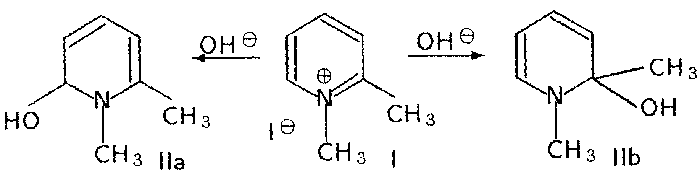 OH⊖ OH⊖
CH₃
HO N CH₃ I⊖ N⊕ CH₃ N OH
CH₃ IIa CH₃ I CH₃ IIb